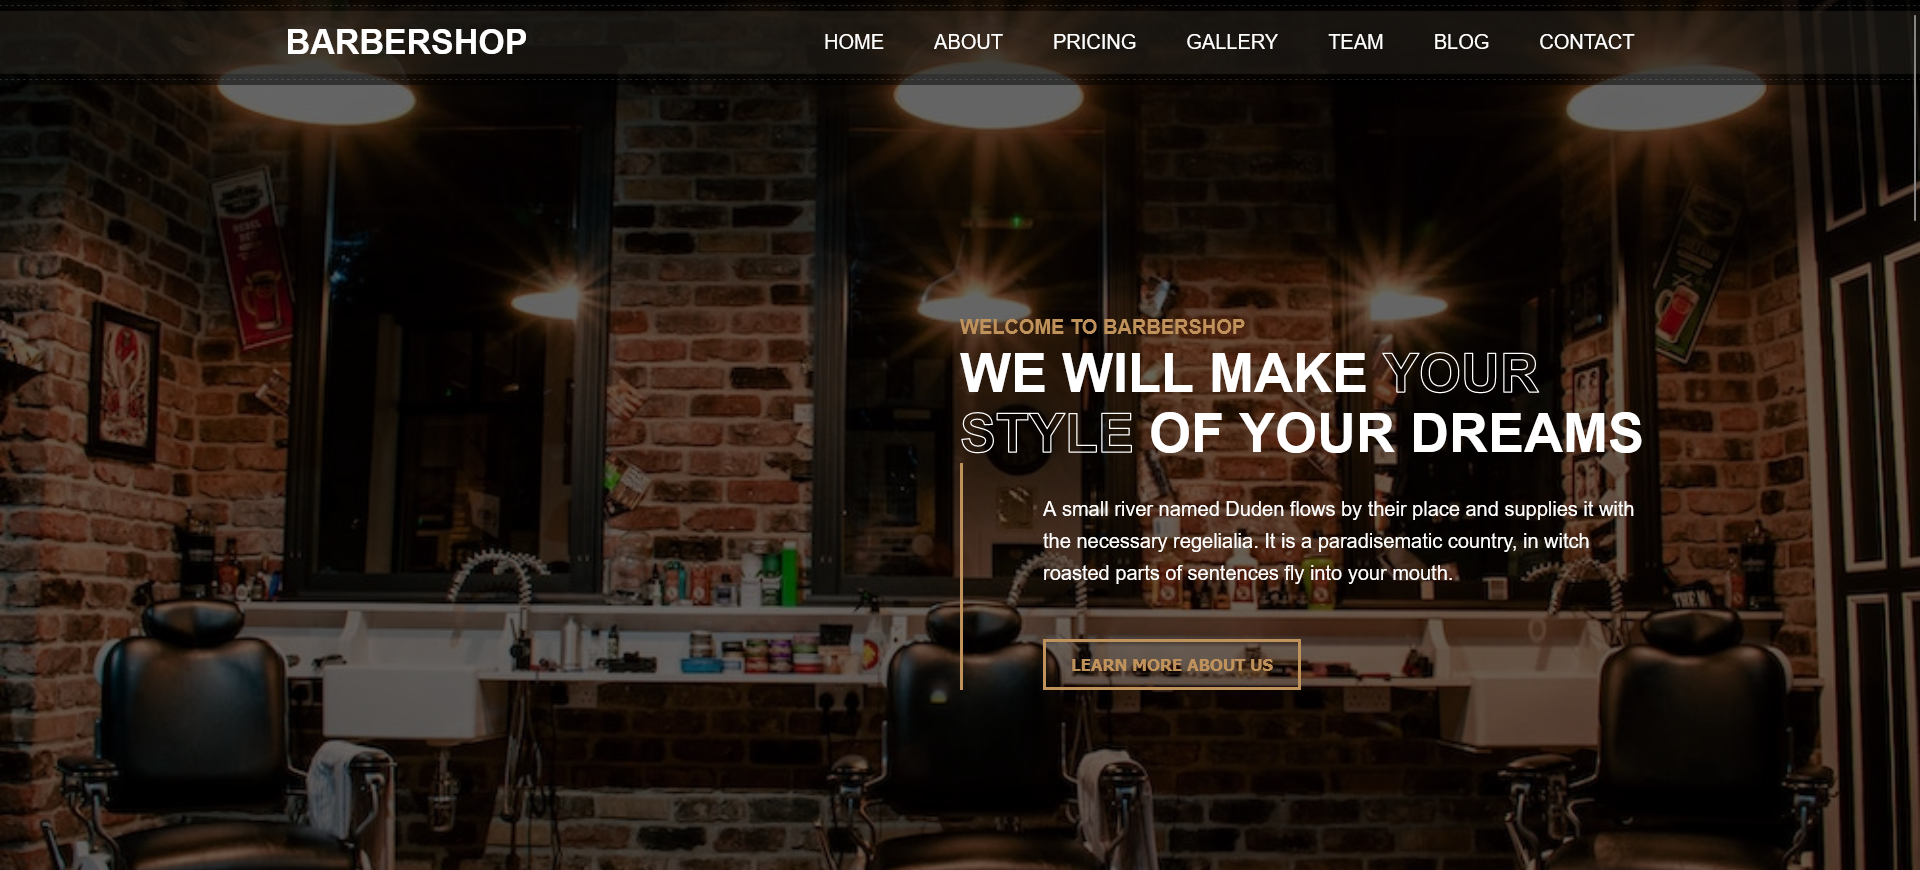 BARBERSHOP
HOME ABOUT PRICING GALLERY TEAM BLOG CONTACT
WELCOME TO BARBERSHOP
WE WILL MAKE YOUR
STYLE OF YOUR DREAMS
A small river named Duden flows by their place and supplies it with
the necessary regelialia. It is a paradisematic country, in witch
roasted parts of sentences fly into your mouth.
LEARN MORE ABOUT US